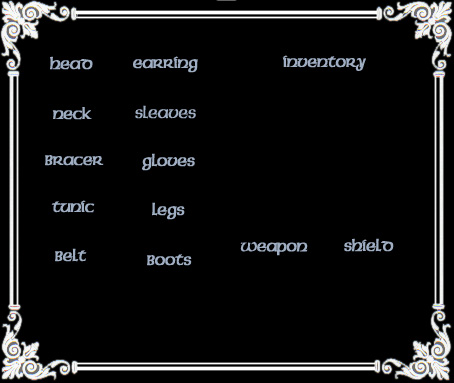 head earring inventory
neck sleaves
Bracer gloves
tunic legs
Belt Boots
weapon shield